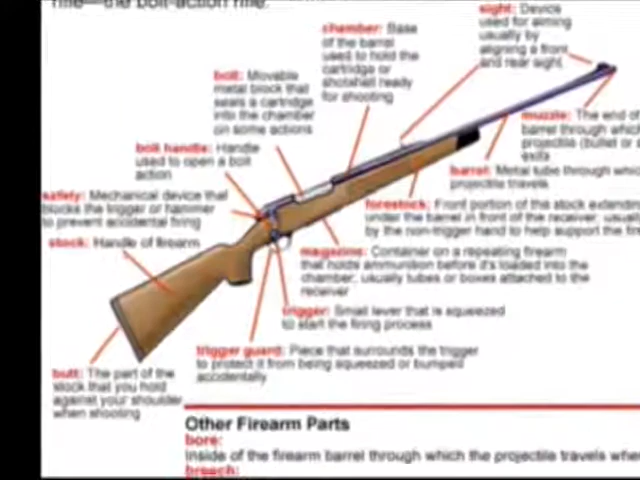 rifle—the bolt-action rifle.
sight: Device
used for aiming
usually by
aligning a front
and rear sight
chamber: Base
of the barrel
used to hold the
cartridge or
shotshell ready
for shooting
bolt: Movable
metal block that
seals a cartridge
into the chamber
on some actions
muzzle: The end of
barrel through which
projectile (bullet or
exits
bolt handle: Handle
used to open a bolt
action
barrel: Metal tube through which
projectile travels
safety: Mechanical device that
blocks the trigger or hammer
to prevent accidental firing
forestock: Front portion of the stock extending
under the barrel in front of the receiver,
by the non-trigger hand to help support the
stock: Handle of firearm
magazine: Container on a repeating firearm
that holds ammunition before it's loaded into the
chamber; usually tubes or boxes attached to the
receiver
trigger: Small lever that is squeezed
to start the firing process
trigger guard: Piece that surrounds the trigger
to protect it from being squeezed or bumped
accidentally
butt: The part of the
stock that you hold
against your shoulder
when shooting
Other Firearm Parts
bore:
Inside of the firearm barrel through which the projectile travels
breech: